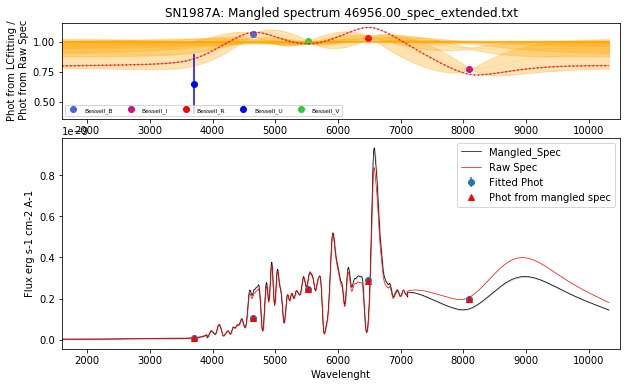 SN1987A: Mangled spectrum 46956.00_spec_extended.txt
Phot from LCfitting /
Phot from Raw Spec
1.00
0.75
0.50
Bessell_B
Bessell_I
Bessell_R
Bessell_U
Bessell_V
2000 3000 4000 5000 6000 7000 8000 9000 10000
Mangled_Spec
Raw Spec
Fitted Phot
Phot from mangled spec
Flux erg s-1 cm-2 A-1
0.8
0.6
0.4
0.2
0.0
2000 3000 4000 5000 6000 7000 8000 9000 10000
Wavelenght